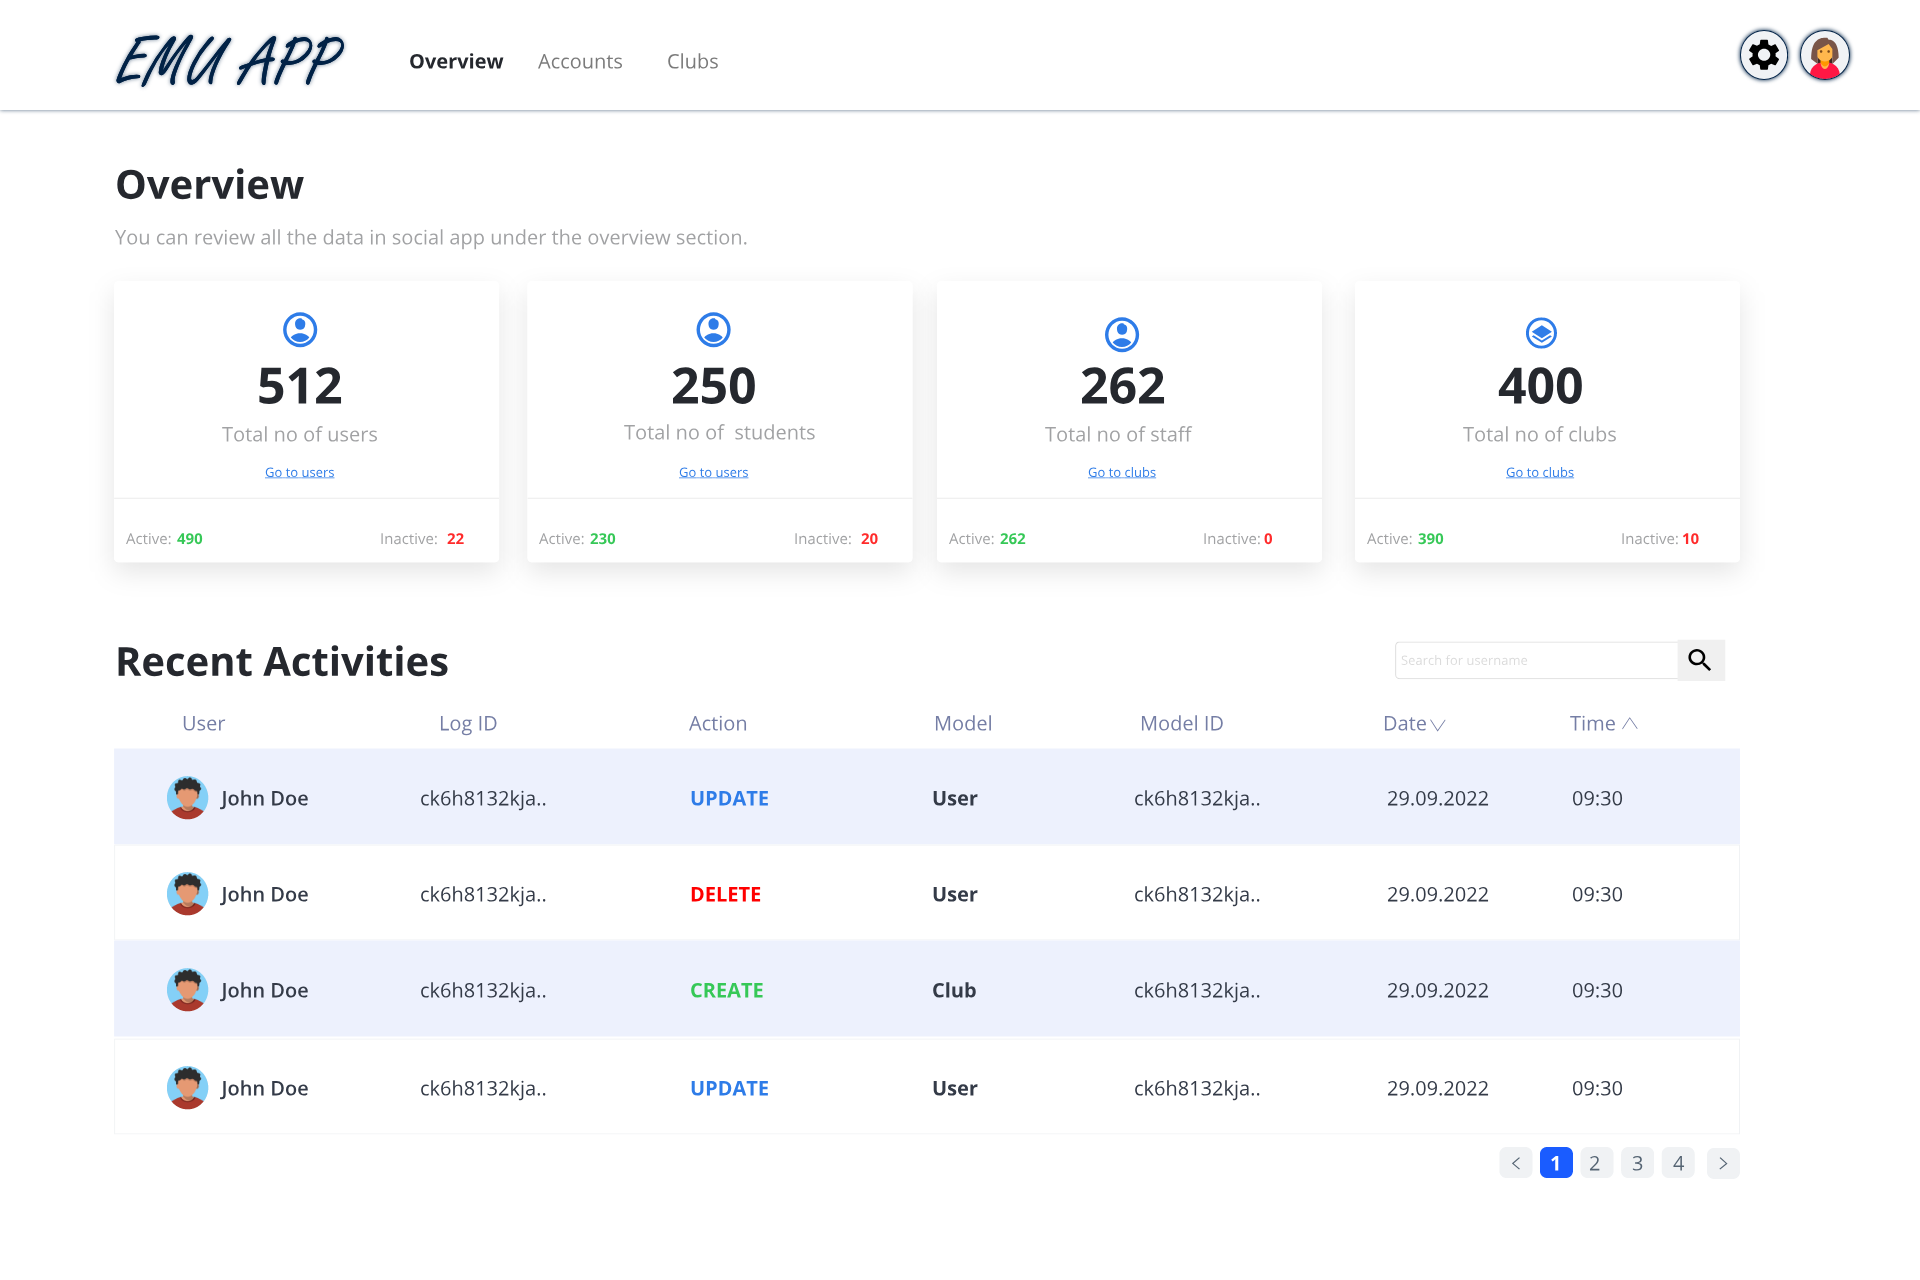 EMU APP Overview Accounts Clubs
Overview
You can review all the data in social app under the overview section.
512 250 262 400
Total no of users Total no of  students Total no of staff Total no of clubs
Go to users Go to users Go to clubs Go to clubs
Active: 490 Inactive: 22 Active: 230 Inactive: 20 Active: 262 Inactive: 0 Active: 390 Inactive: 10
Recent Activities Search for username
User Log ID Action Model Model ID Date Time
John Doe ck6h8132kja.. UPDATE User ck6h8132kja.. 29.09.2022 09:30
John Doe ck6h8132kja.. DELETE User ck6h8132kja.. 29.09.2022 09:30
John Doe ck6h8132kja.. CREATE Club ck6h8132kja.. 29.09.2022 09:30
John Doe ck6h8132kja.. UPDATE User ck6h8132kja.. 29.09.2022 09:30
1 2 3 4